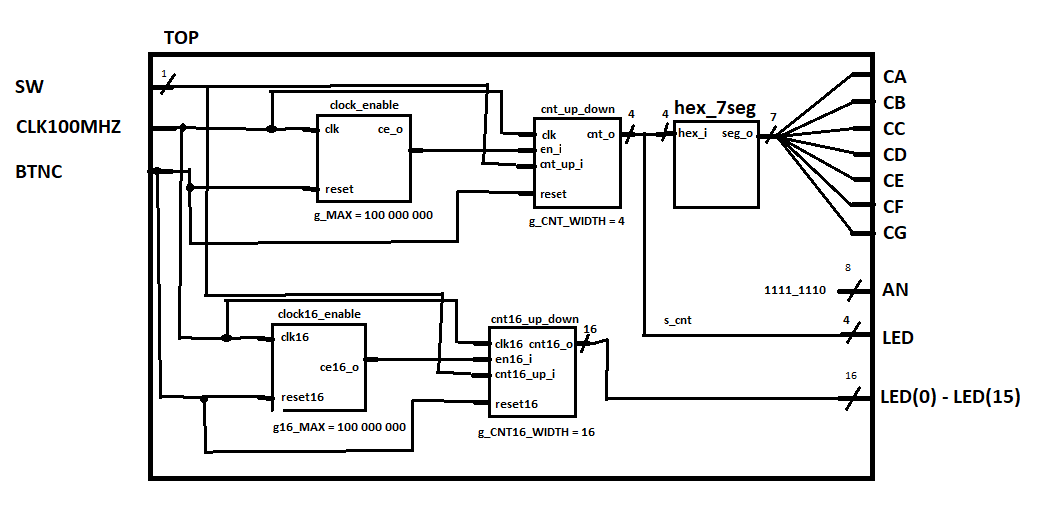 TOP
SW
1
CLK100MHZ
BTNC
clock_enable
clk
ce_o
reset
g_MAX = 100 000 000
cnt_up_down
clk
cnt_o
en_i
cnt_up_i
reset
g_CNT_WIDTH = 4
4
4
hex_7seg
hex_i
seg_o
7
CA
CB
CC
CD
CE
CF
CG
8
1111_1110
AN
s_cnt
4
LED
clock16_enable
clk16
ce16_o
reset16
g16_MAX = 100 000 000
cnt16_up_down
clk16
cnt16_o
en16_i
cnt16_up_i
reset16
g_CNT16_WIDTH = 16
16
16
LED(0) - LED(15)